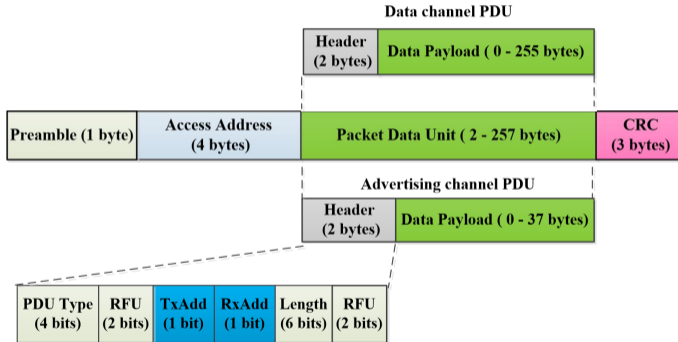 Data channel PDU
Header
(2 bytes)
Data Payload ( 0 - 255 bytes)
Preamble (1 byte)
Access Address
(4 bytes)
Packet Data Unit ( 2 - 257 bytes)
CRC
(3 bytes)
Advertising channel PDU
Header
(2 bytes)
Data Payload ( 0 - 37 bytes)
PDU Type
(4 bits)
RFU
(2 bits)
TxAdd
(1 bit)
RxAdd
(1 bit)
Length
(6 bits)
RFU
(2 bits)